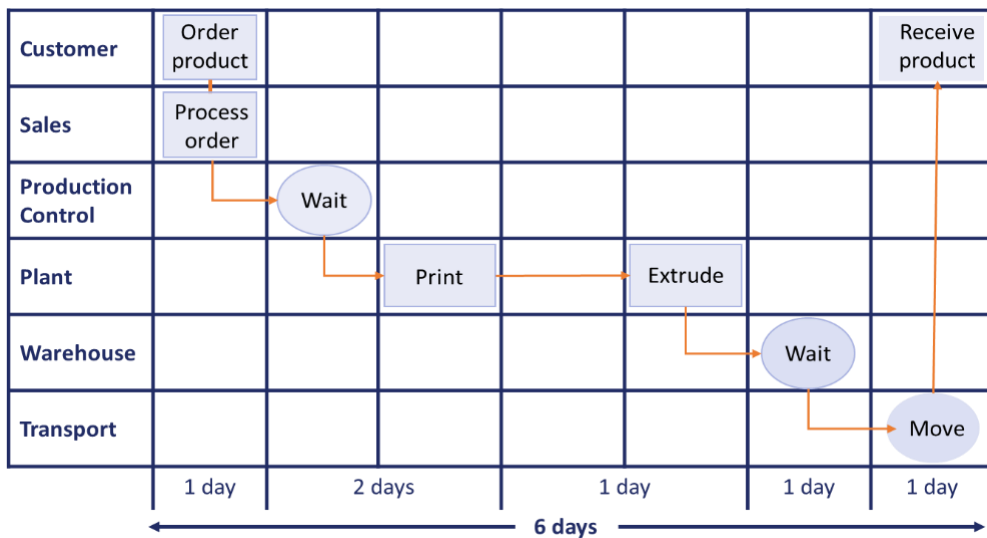 Customer
Order
product
Receive
product
Sales
Process
order
Production
Control
Wait
Plant
Print
Extrude
Warehouse
Wait
Transport
Move
1 day
2 days
1 day
1 day
1 day
6 days